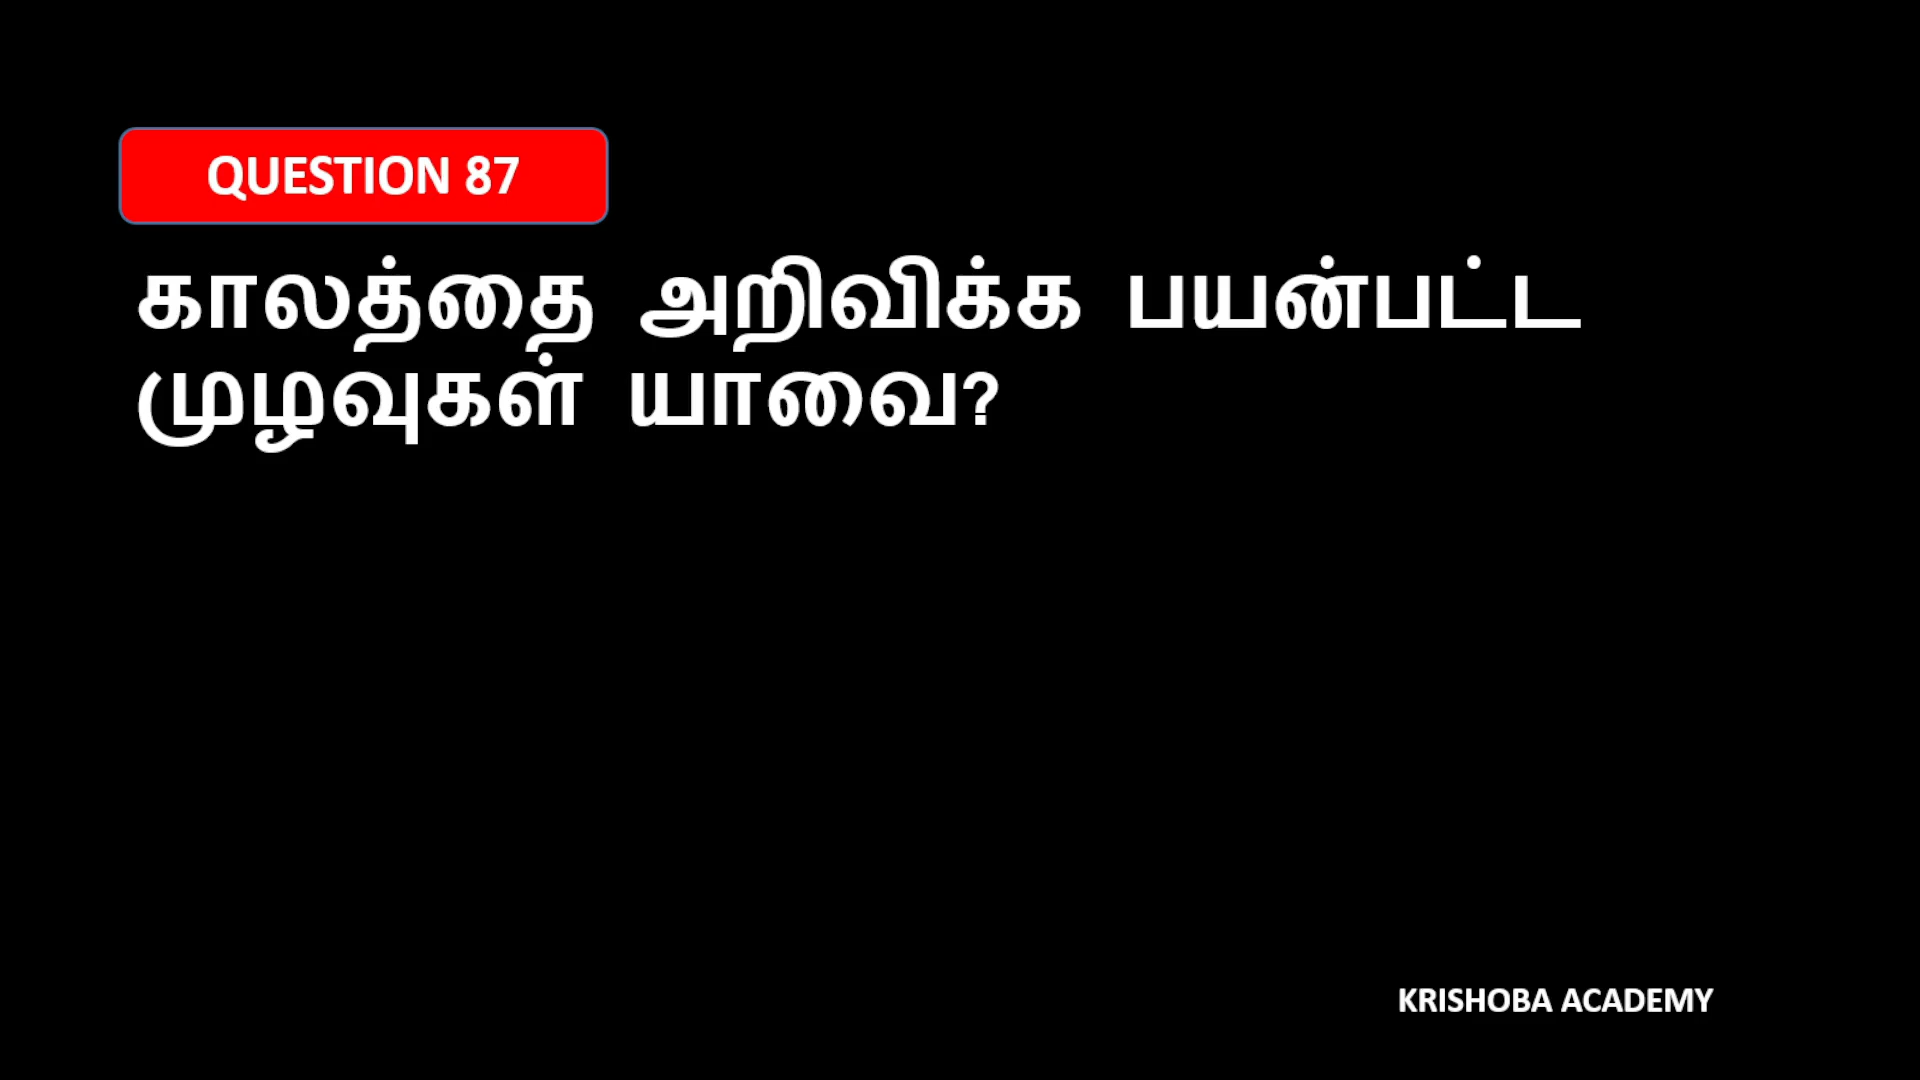 QUESTION 87
காலத்தை அறிவிக்க பயன்பட்ட
முழவுகள் யாவை?
KRISHOBA ACADEMY